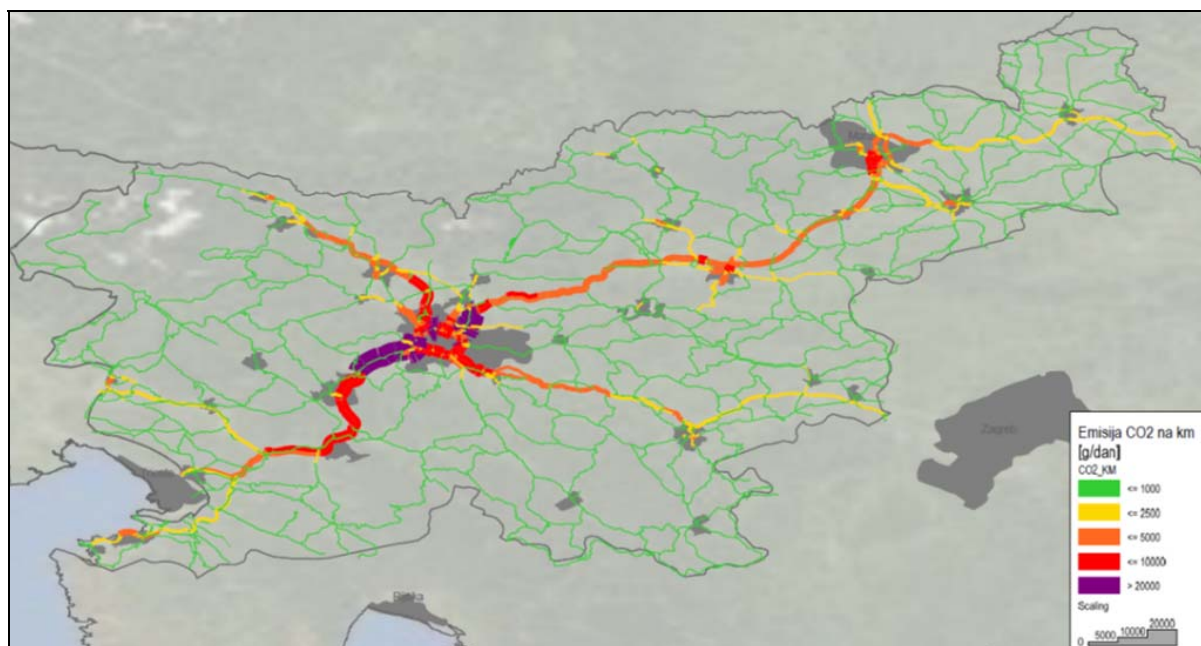 Zagreb
Emisija CO2 na km
[g/dan]
CO2_KM
<= 1000
<= 2500
<= 5000
<= 10000
> 20000
Scaling
0 5000 10000 20000